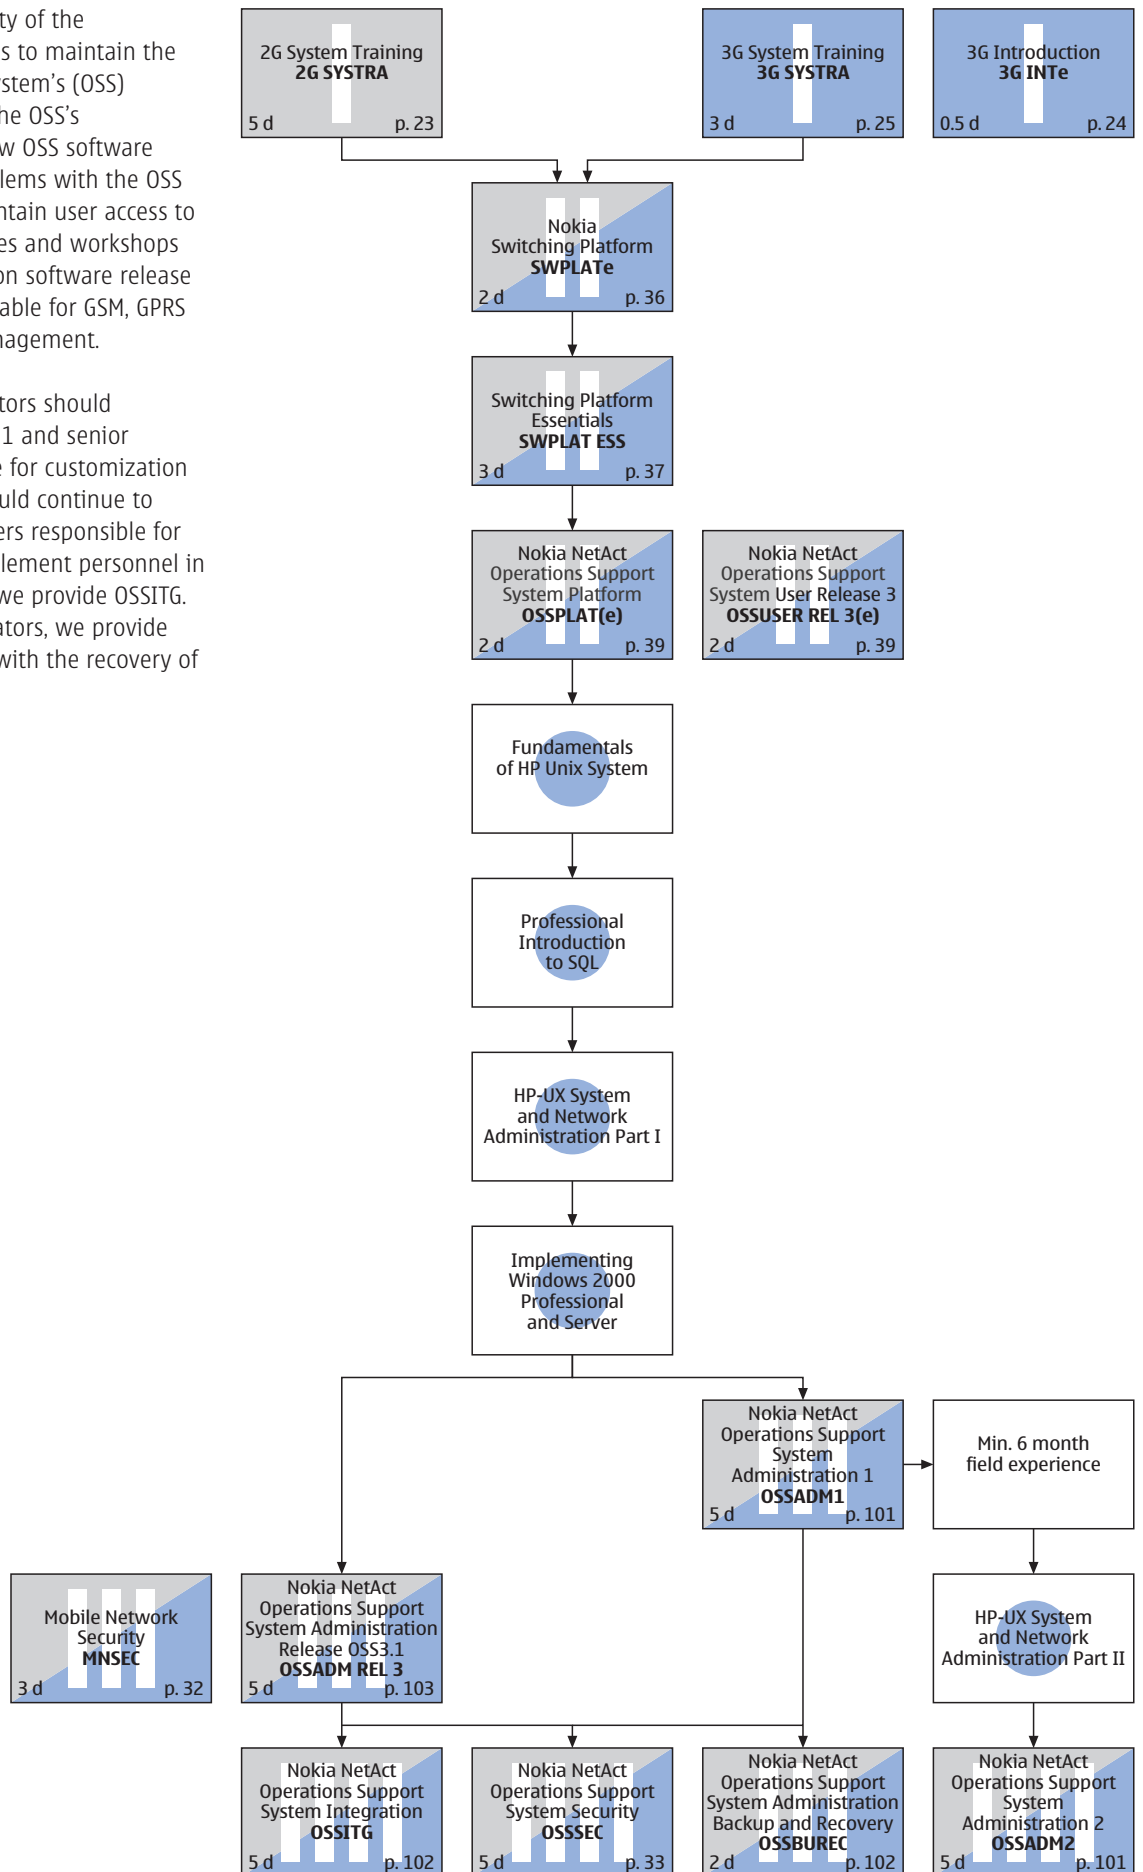 ty of the
s to maintain the
stem's (OSS)
he OSS's
w OSS software
blems with the OSS
ntain user access to
es and workshops
on software release
able for GSM, GPRS
nagement.
tors should
1 and senior
e for customization
uld continue to
ers responsible for
element personnel in
we provide OSSITG.
ators, we provide
with the recovery of
2G System Training
2G SYSTRA
5 d p. 23
3G System Training
3G SYSTRA
3 d p. 25
3G Introduction
3G INTe
0.5 d p. 24
Nokia
Switching Platform
SWPLATe
2 d p. 36
Switching Platform
Essentials
SWPLAT ESS
3 d p. 37
Nokia NetAct
Operations Support
System Platform
OSSPLAT(e)
2 d p. 39
Nokia NetAct
Operations Support
System User Release 3
OSSUSER REL 3(e)
2 d p. 39
Fundamentals
of HP Unix System
Professional
Introduction
to SQL
HP-UX System
and Network
Administration Part I
Implementing
Windows 2000
Professional
and Server
Nokia NetAct
Operations Support
System
Administration 1
OSSADM1
5 d p. 101
Min. 6 month
field experience
Mobile Network
Security
MNSEC
3 d p. 32
Nokia NetAct
Operations Support
System Administration
Release OSS3.1
OSSADM REL 3
5 d p. 103
HP-UX System
and Network
Administration Part II
Nokia NetAct
Operations Support
System Integration
OSSITG
5 d p. 102
Nokia NetAct
Operations Support
System Security
OSSSEC
5 d p. 33
Nokia NetAct
Operations Support
System Administration
Backup and Recovery
OSSBUREC
2 d p. 102
Nokia NetAct
Operations Support
System
Administration 2
OSSADM2
5 d p. 101